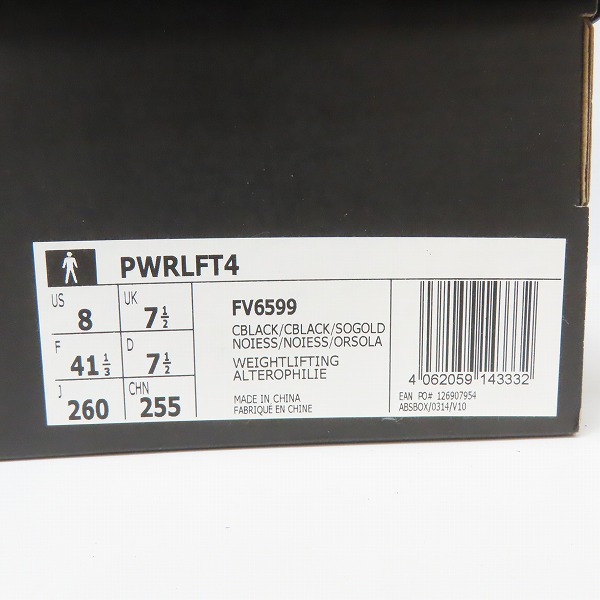 PWRLFT4
US 8 UK 7 1/2
F 41 1/3 D 7 1/2
J 260 CHN 255
FV6599
CBLACK/CBLACK/SOGOLD
NOIESS/NOIESS/ORSOLA
WEIGHTLIFTING
ALTEROPHILIE
MADE IN CHINA
FABRIQUÉ EN CHINE
4 062059 143332
EAN PO# 126907954
ABSBOX/0314/V10